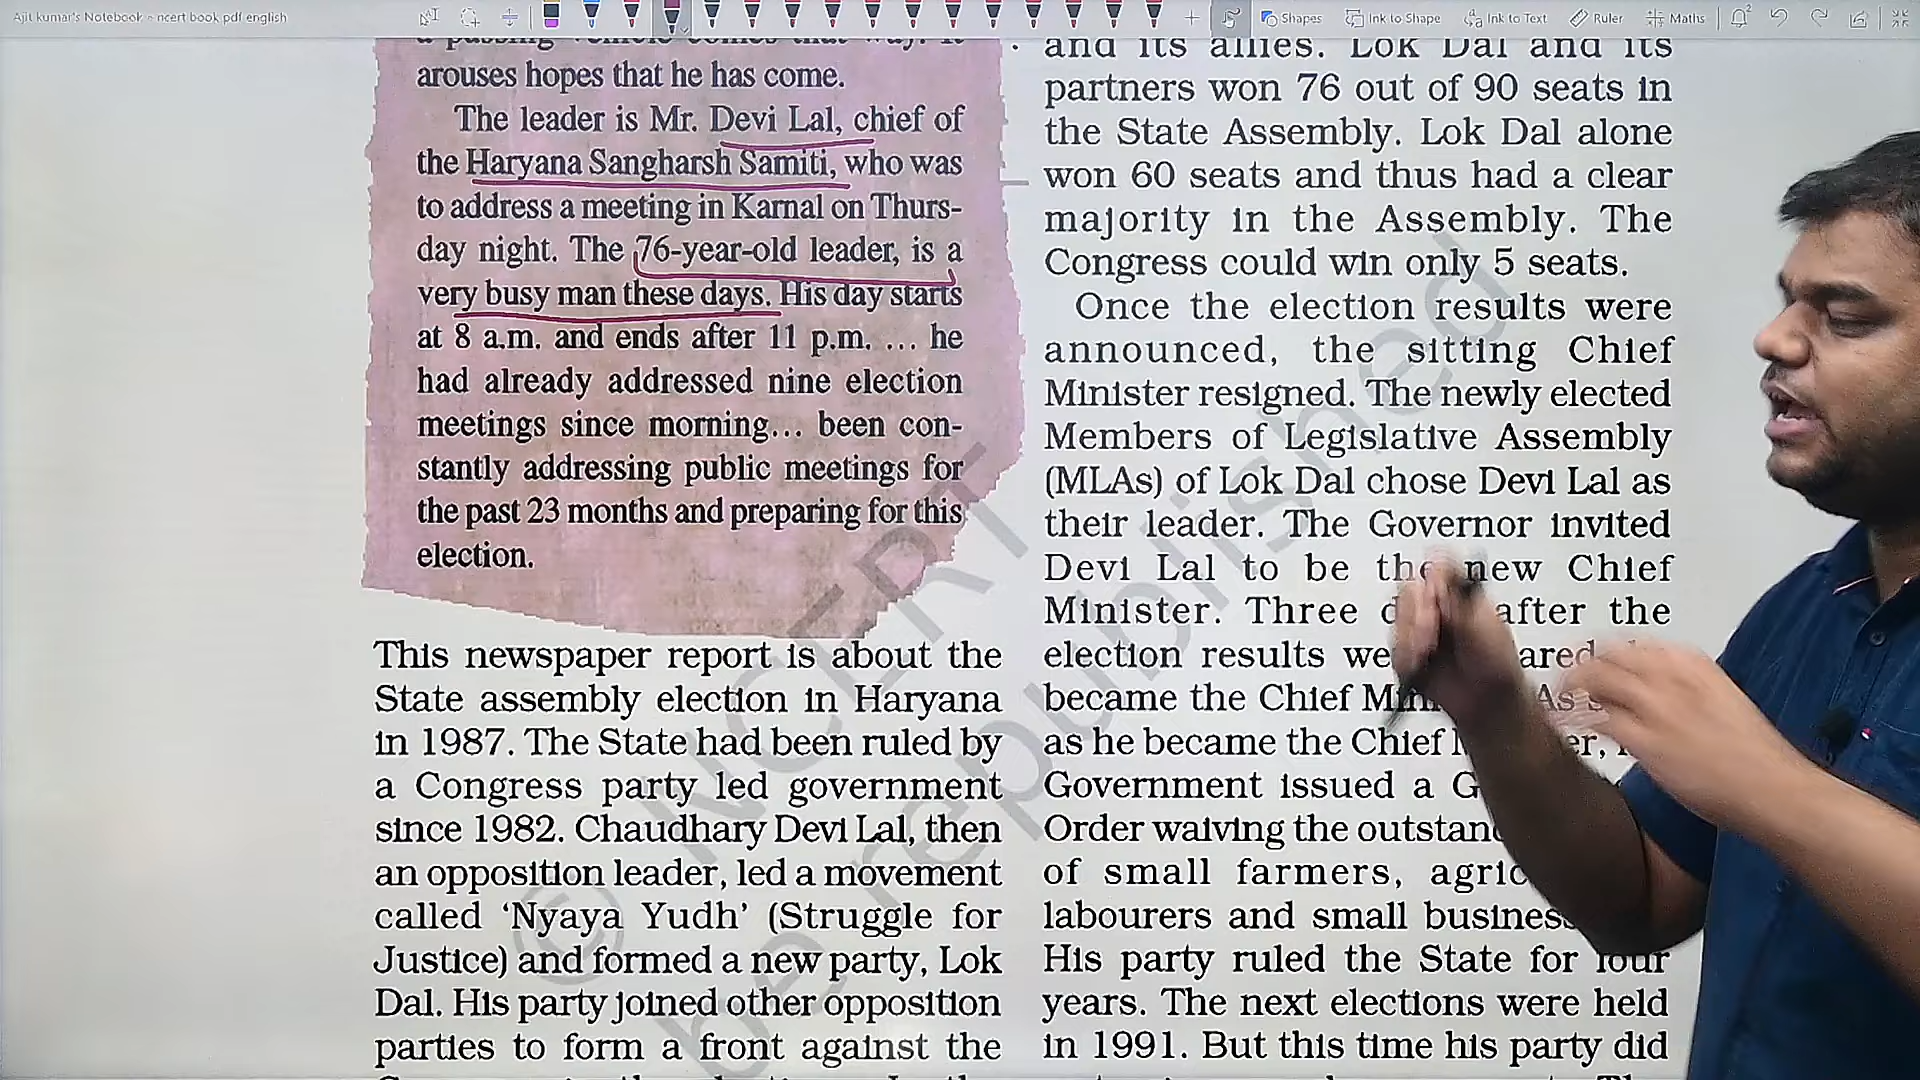 Ajit kumar's Notebook » ncert book pdf english
Shapes
Ink to Shape
Ink to Text
Ruler
Maths
a passing vehicle comes that way. It
arouses hopes that he has come.
The leader is Mr. Devi Lal, chief of
the Haryana Sangharsh Samiti, who was
to address a meeting in Karnal on Thurs-
day night. The 76-year-old leader, is a
very busy man these days. His day starts
at 8 a.m. and ends after 11 p.m. … he
had already addressed nine election
meetings since morning… been con-
stantly addressing public meetings for
the past 23 months and preparing for this
election.
This newspaper report is about the
State assembly election in Haryana
in 1987. The State had been ruled by
a Congress party led government
since 1982. Chaudhary Devi Lal, then
an opposition leader, led a movement
called ‘Nyaya Yudh’ (Struggle for
Justice) and formed a new party, Lok
Dal. His party joined other opposition
parties to form a front against the
and its allies. Lok Dal and its
partners won 76 out of 90 seats in
the State Assembly. Lok Dal alone
won 60 seats and thus had a clear
majority in the Assembly. The
Congress could win only 5 seats.
Once the election results were
announced, the sitting Chief
Minister resigned. The newly elected
Members of Legislative Assembly
(MLAs) of Lok Dal chose Devi Lal as
their leader. The Governor invited
Devi Lal to be the new Chief
Minister. Three after the
election results
became the Chief As
as he became the Chief
Government issued a
Order waiving the
of small farmers,
labourers and small
His party ruled the State for four
years. The next elections were held
in 1991. But this time his party did
© NCERT
be republished